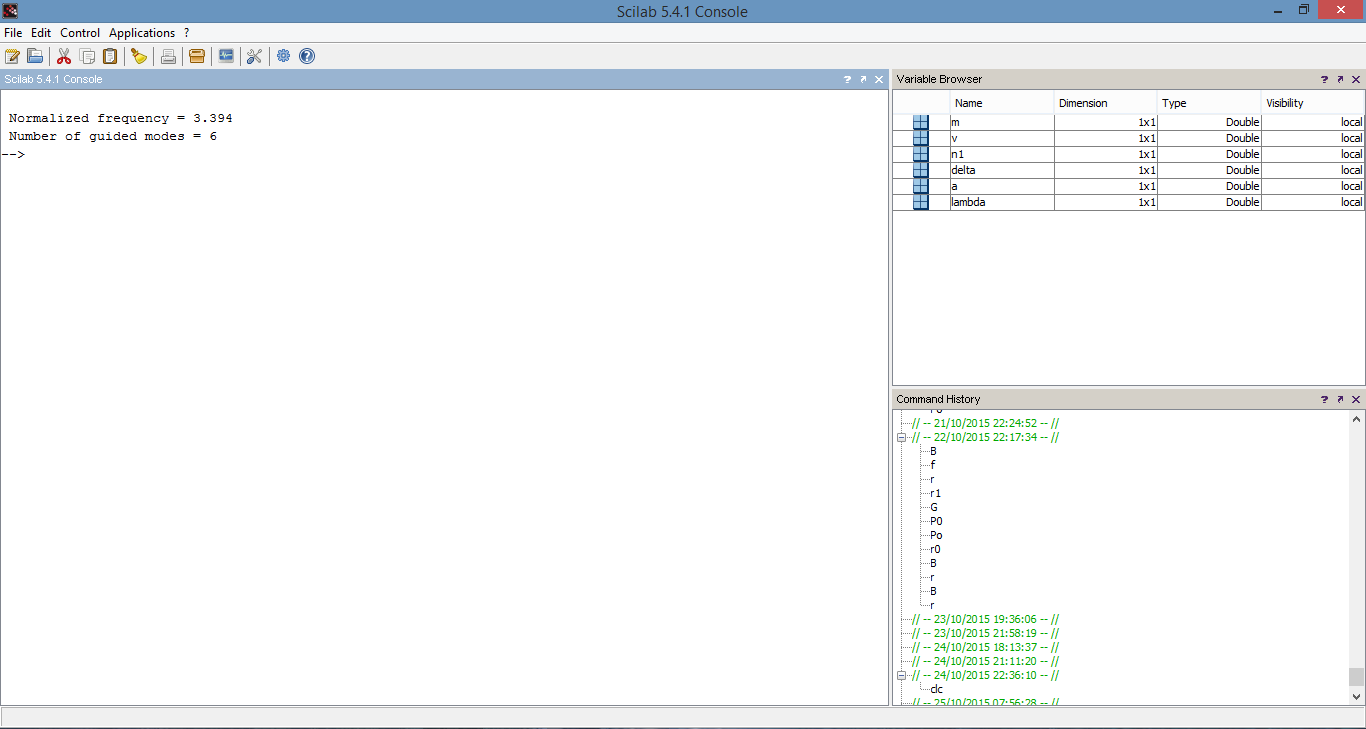 Scilab 5.4.1 Console
File Edit Control Applications ?
Scilab 5.4.1 Console
Normalized frequency = 3.394
Number of guided modes = 6
-->
Variable Browser
Name Dimension Type Visibility
m 1x1 Double local
v 1x1 Double local
n1 1x1 Double local
delta 1x1 Double local
a 1x1 Double local
lambda 1x1 Double local
Command History
// -- 21/10/2015 22:24:52 -- //
// -- 22/10/2015 22:17:34 -- //
B
f
r
r1
G
P0
Po
r0
B
r
B
r
// -- 23/10/2015 19:36:06 -- //
// -- 23/10/2015 21:58:19 -- //
// -- 24/10/2015 18:13:37 -- //
// -- 24/10/2015 21:11:20 -- //
// -- 24/10/2015 22:36:10 -- //
clc
// -- 25/10/2015 07:56:28 -- //